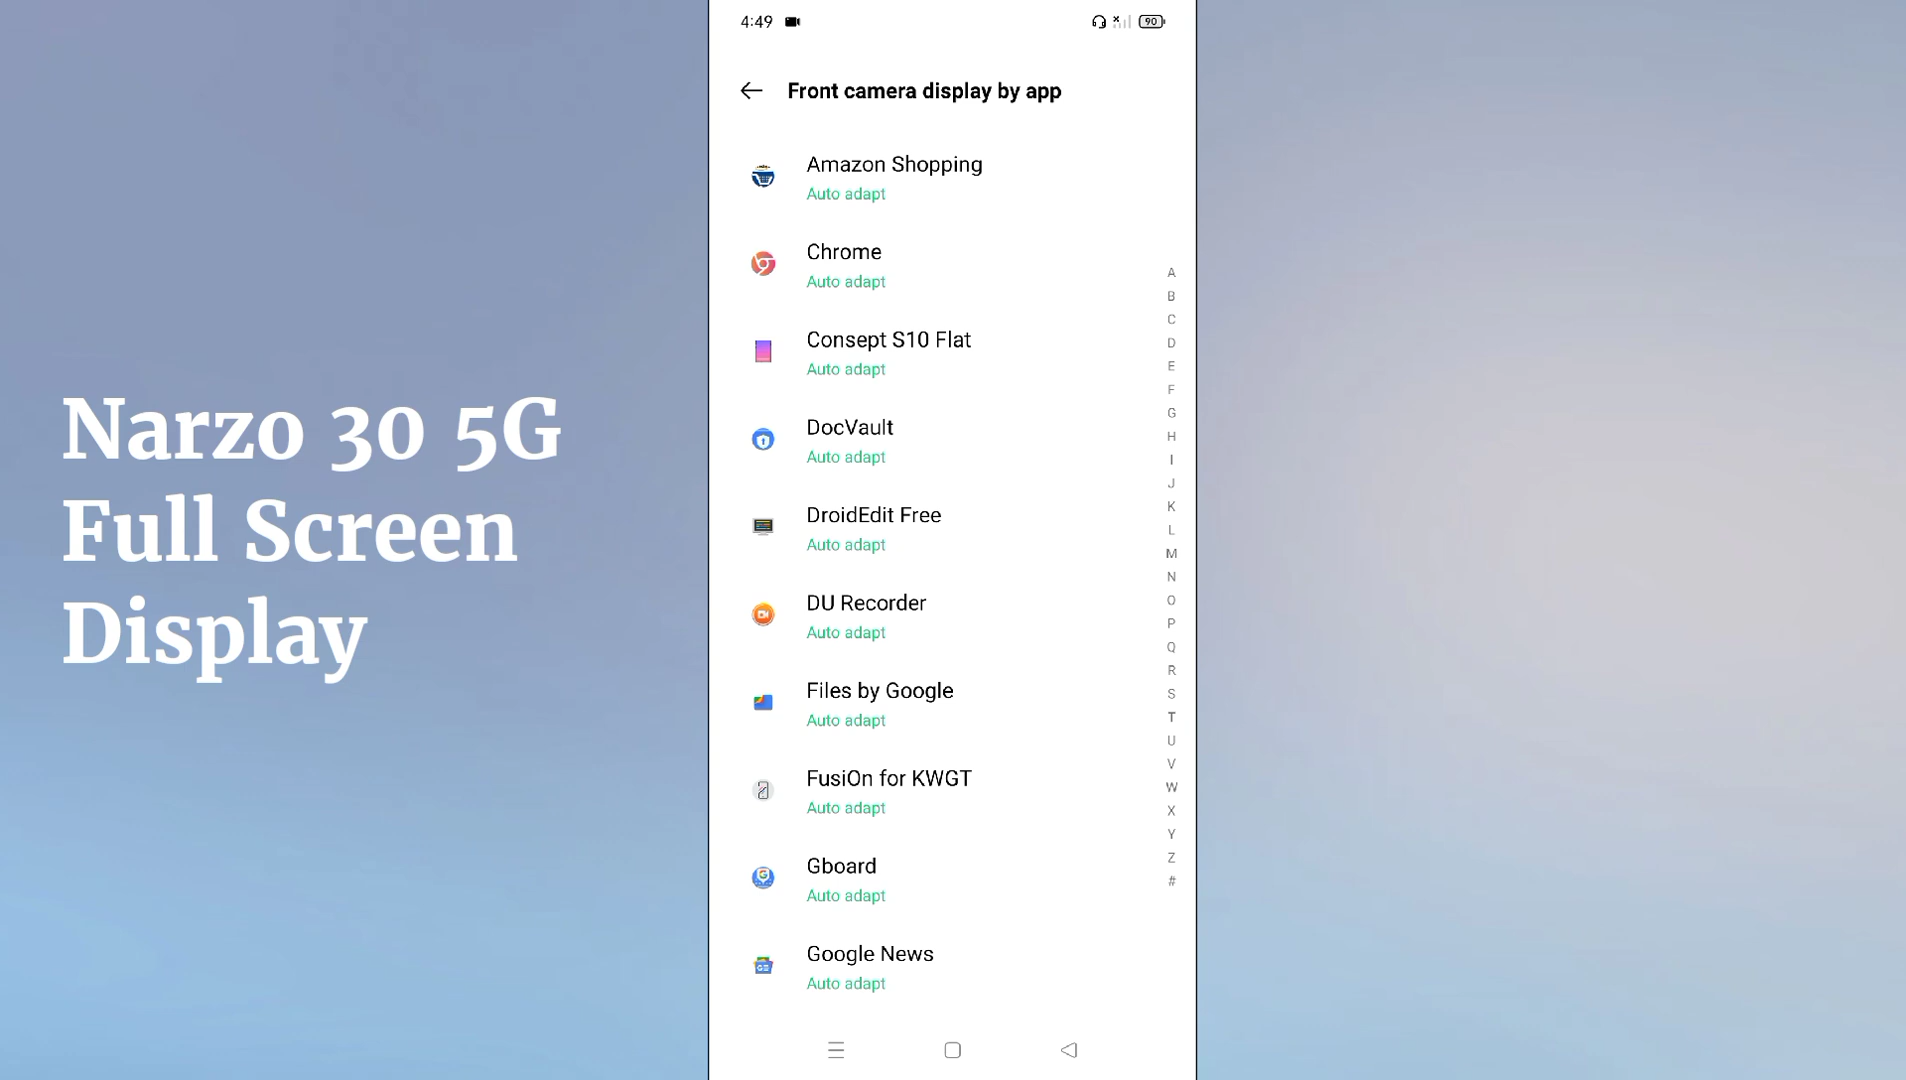 Narzo 30 5G
Full Screen
Display
4:49
90
Front camera display by app
Amazon Shopping
Auto adapt
Chrome
Auto adapt
Consept S10 Flat
Auto adapt
DocVault
Auto adapt
DroidEdit Free
Auto adapt
DU Recorder
Auto adapt
Files by Google
Auto adapt
FusiOn for KWGT
Auto adapt
Gboard
Auto adapt
Google News
Auto adapt
A
B
C
D
E
F
G
H
I
J
K
L
M
N
O
P
Q
R
S
T
U
V
W
X
Y
Z
#